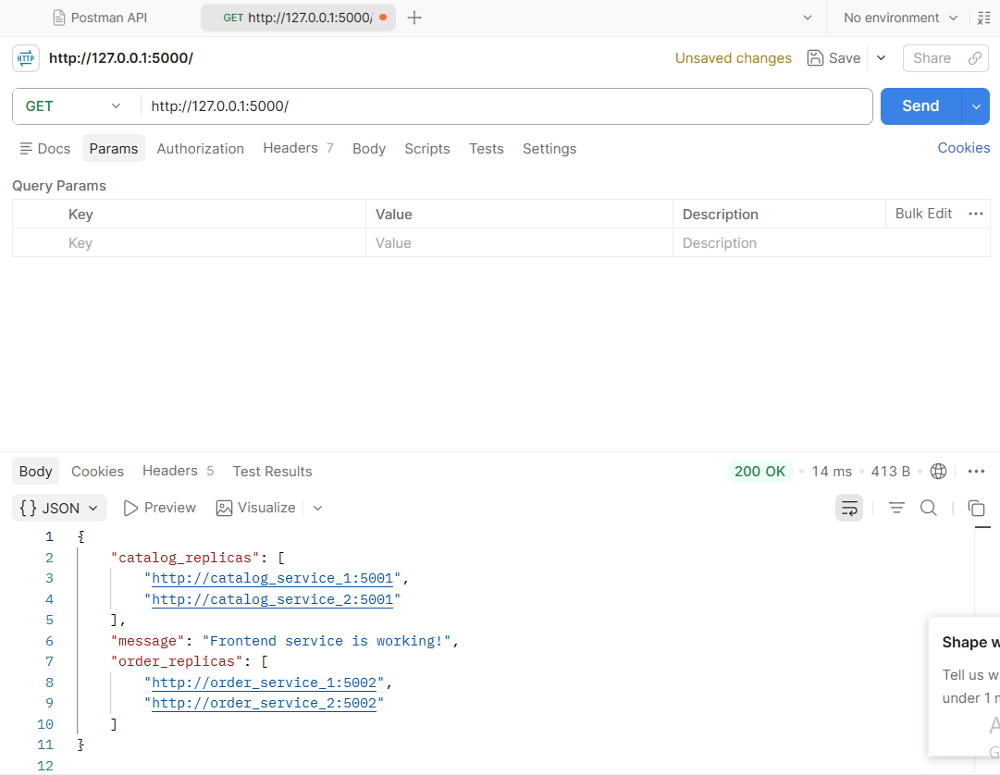 Postman API GET http://127.0.0.1:5000/ No environment
HTTP http://127.0.0.1:5000/ Unsaved changes Save Share
GET http://127.0.0.1:5000/ Send
Docs Params Authorization Headers 7 Body Scripts Tests Settings Cookies
Query Params
Key Value Description Bulk Edit
Key Value Description
Body Cookies Headers 5 Test Results 200 OK 14 ms 413 B
{} JSON Preview Visualize
1 {
2 "catalog_replicas": [
3 "http://catalog_service_1:5001",
4 "http://catalog_service_2:5001"
5 ],
6 "message": "Frontend service is working!",
7 "order_replicas": [
8 "http://order_service_1:5002",
9 "http://order_service_2:5002"
10 ]
11 }
12
Shape w
Tell us w
under 1 m
A
G